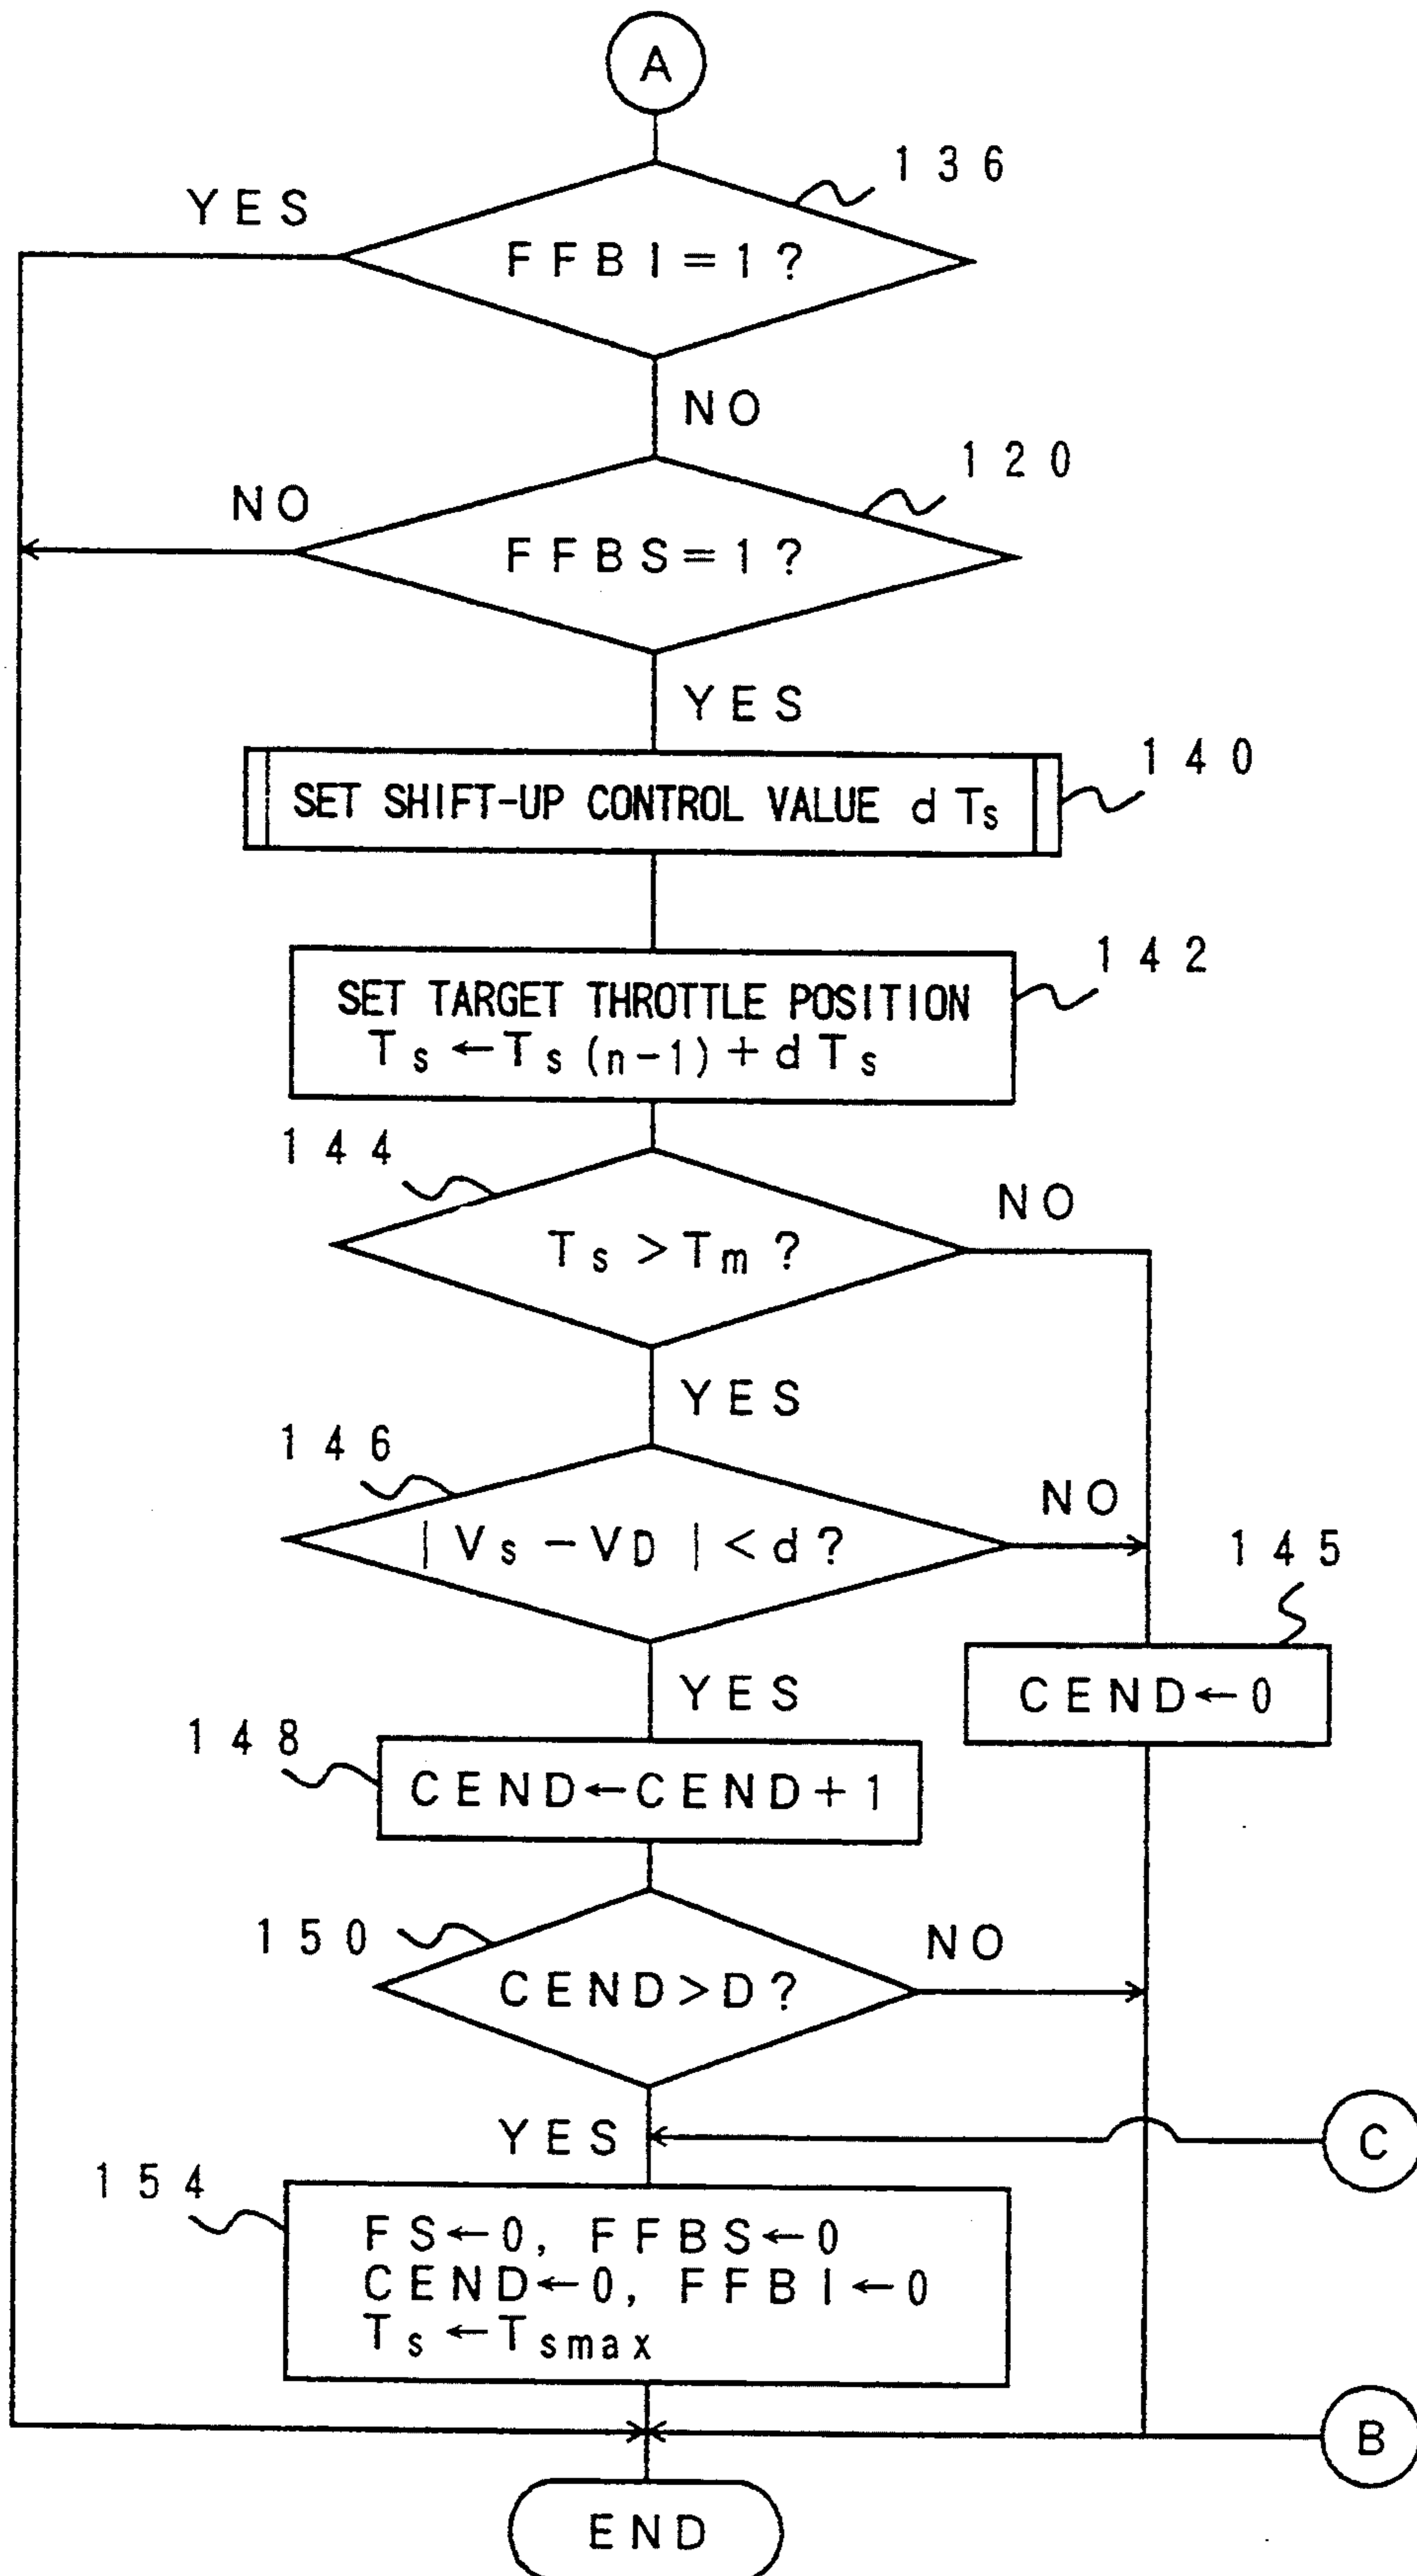 A
136
YES
FFBI=1?
NO
120
NO
FFBS=1?
YES
140
SET SHIFT-UP CONTROL VALUE dTs
142
SET TARGET THROTTLE POSITION
Ts←Ts(n-1)+dTs
144
NO
Ts>Tm?
YES
146
NO
|Vs-VD|<d?
145
YES
CEND←0
148
CEND←CEND+1
150
NO
CEND>D?
YES
C
154
FS←0, FFBS←0
CEND←0, FFBI←0
Ts←Tsmax
B
END